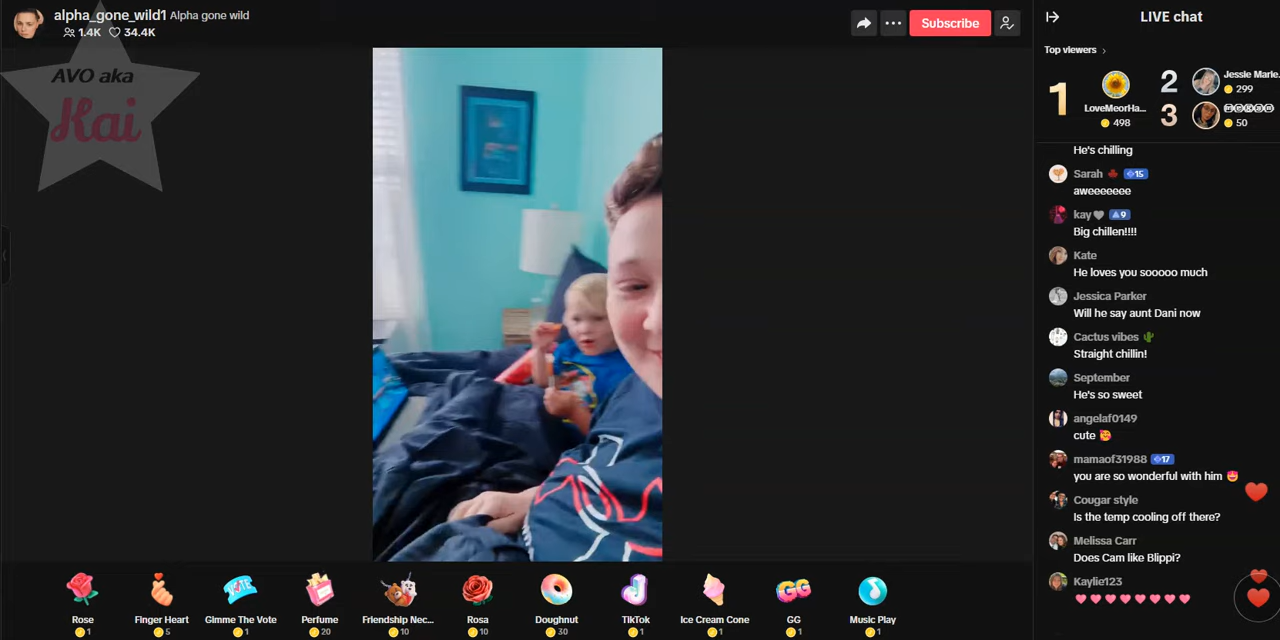 alpha_gone_wild1 Alpha gone wild
1.4K 34.4K
Subscribe
AVO aka
Kai
LIVE chat
Top viewers
1
LoveMeorHa...
498
2
Jessie Marie.
299
3
50
He's chilling
Sarah 15
aweeeeeee
kay 9
Big chillen!!!!
Kate
He loves you sooooo much
Jessica Parker
Will he say aunt Dani now
Cactus vibes
Straight chillin!
September
He's so sweet
angelaf0149
cute
mamaof31988 17
you are so wonderful with him
Cougar style
Is the temp cooling off there?
Melissa Carr
Does Cam like Blippi?
Kaylie123
VOTE
GG
Rose
Finger Heart
Gimme The Vote
Perfume
Friendship Nec...
Rosa
Doughnut
TikTok
Ice Cream Cone
GG
Music Play
1
5
1
20
10
10
30
1
1
1
1